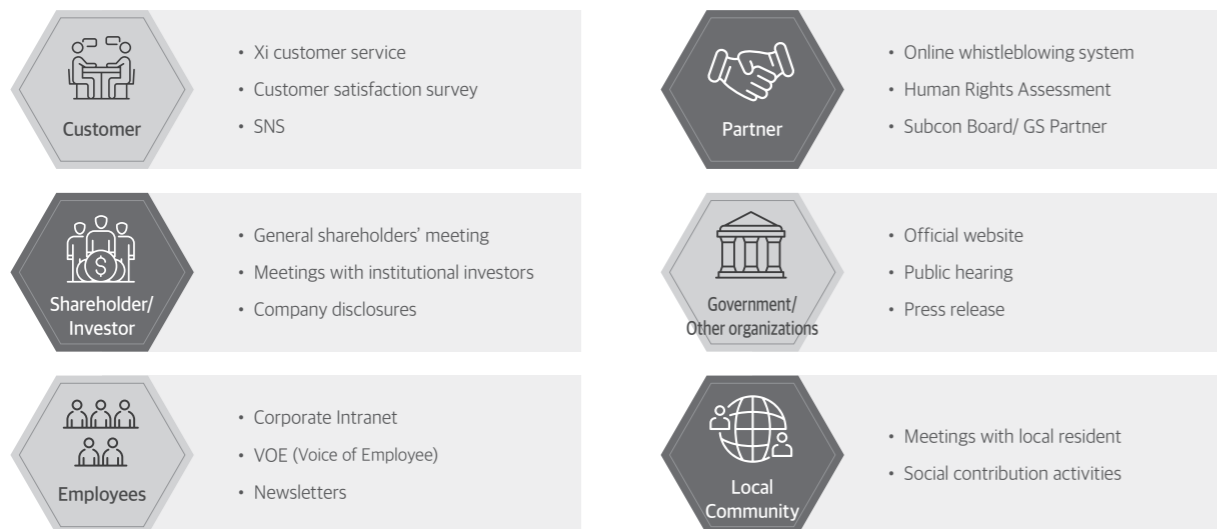 Customer
• Xi customer service
• Customer satisfaction survey
• SNS
Partner
• Online whistleblowing system
• Human Rights Assessment
• Subcon Board/ GS Partner
Shareholder/
Investor
• General shareholders’ meeting
• Meetings with institutional investors
• Company disclosures
Government/
Other organizations
• Official website
• Public hearing
• Press release
Employees
• Corporate Intranet
• VOE (Voice of Employee)
• Newsletters
Local
Community
• Meetings with local resident
• Social contribution activities